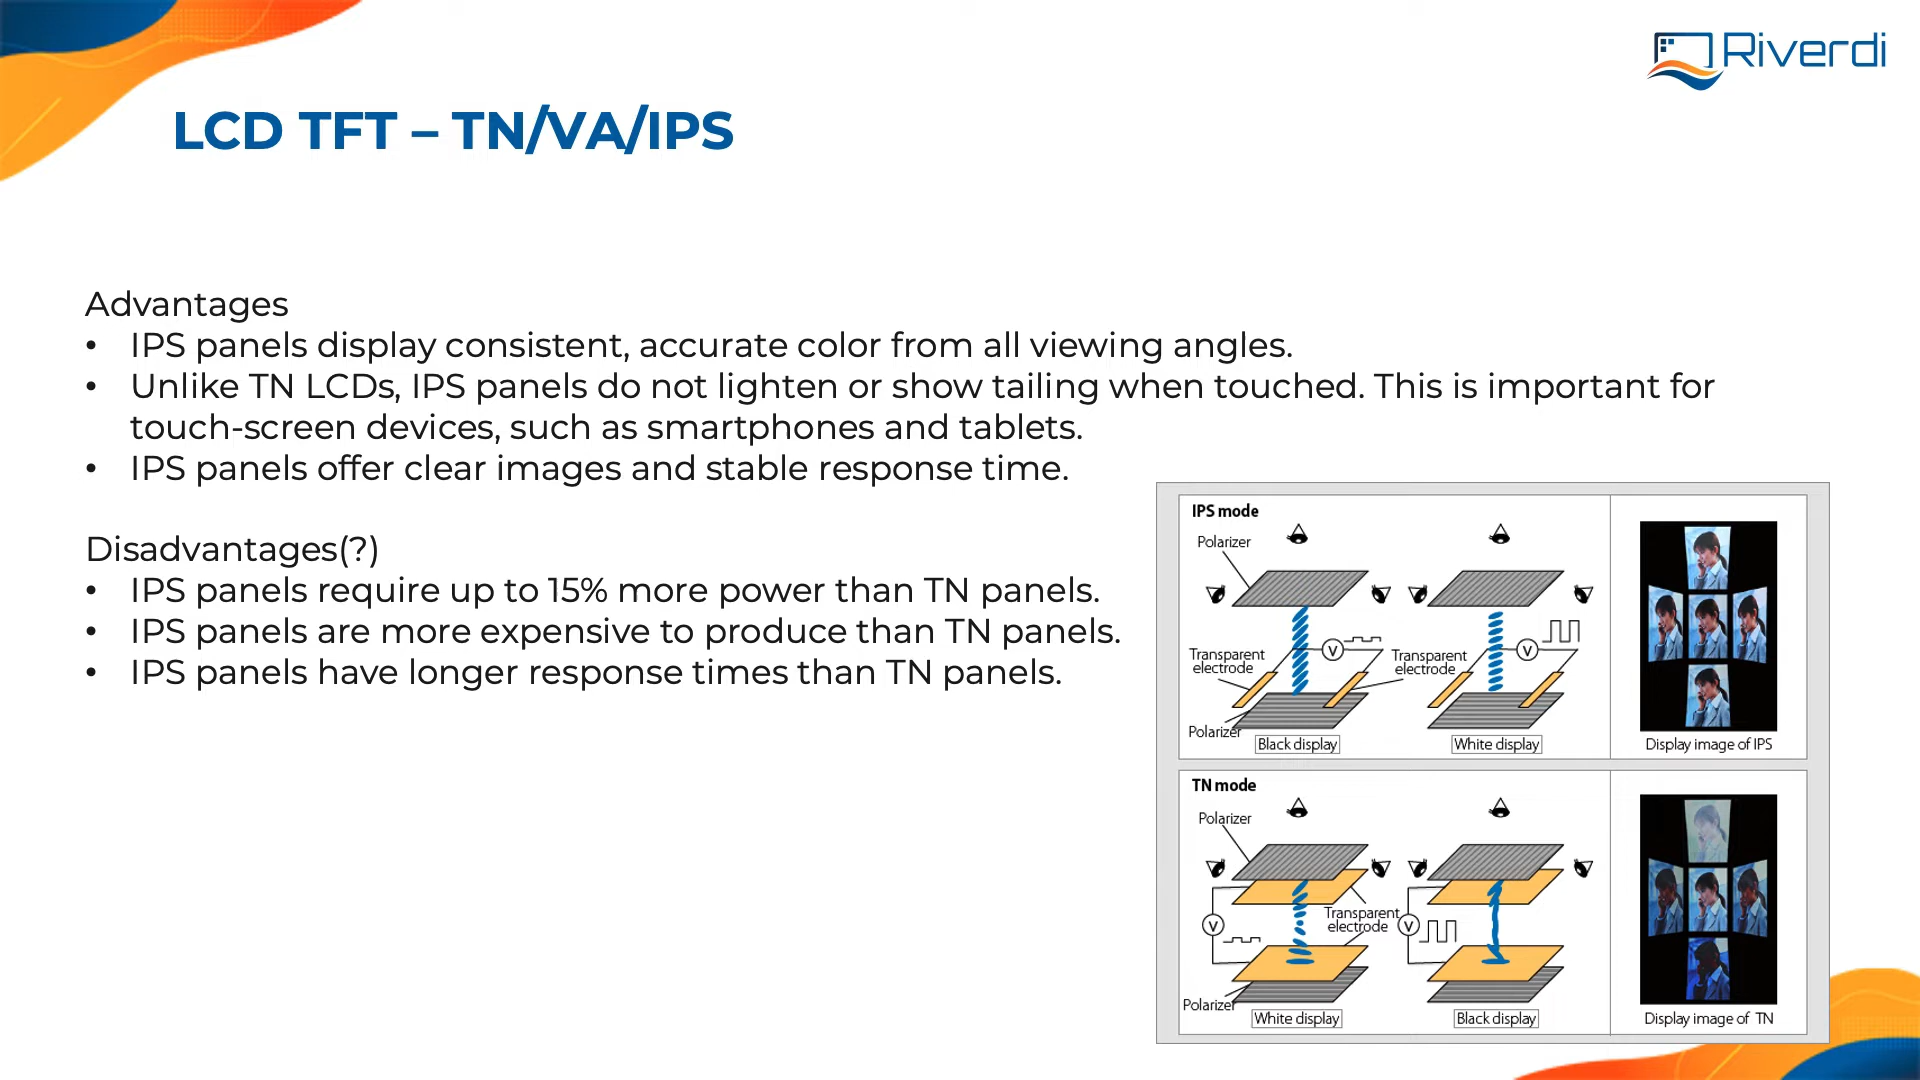 Riverdi
LCD TFT – TN/VA/IPS
Advantages
• IPS panels display consistent, accurate color from all viewing angles.
• Unlike TN LCDs, IPS panels do not lighten or show tailing when touched. This is important for
touch-screen devices, such as smartphones and tablets.
• IPS panels offer clear images and stable response time.
Disadvantages(?)
• IPS panels require up to 15% more power than TN panels.
• IPS panels are more expensive to produce than TN panels.
• IPS panels have longer response times than TN panels.
IPS mode
Polarizer
V
V
Transparent
electrode
Transparent
electrode
Polarizer
Black display
White display
Display image of IPS
TN mode
Polarizer
Transparent
electrode
V
V
Polarizer
White display
Black display
Display image of TN